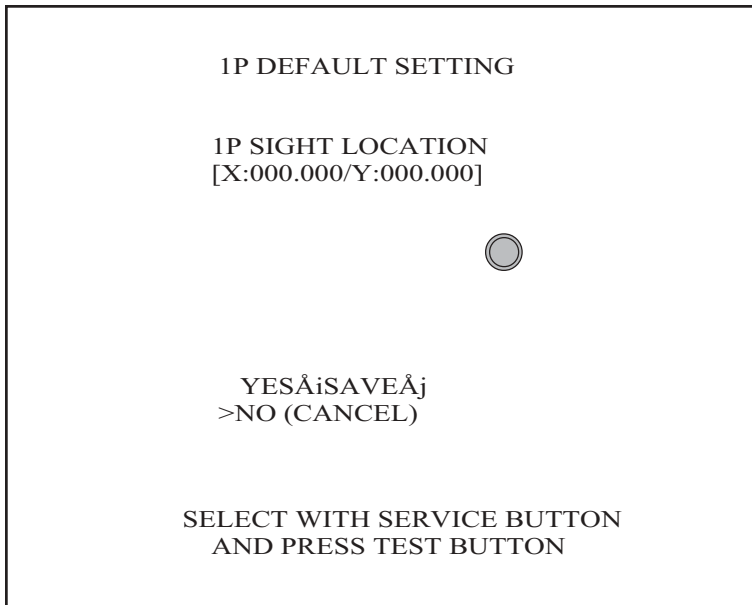 1P DEFAULT SETTING
1P SIGHT LOCATION
[X:000.000/Y:000.000]
YESÅiSAVEÅj
>NO (CANCEL)
SELECT WITH SERVICE BUTTON
AND PRESS TEST BUTTON